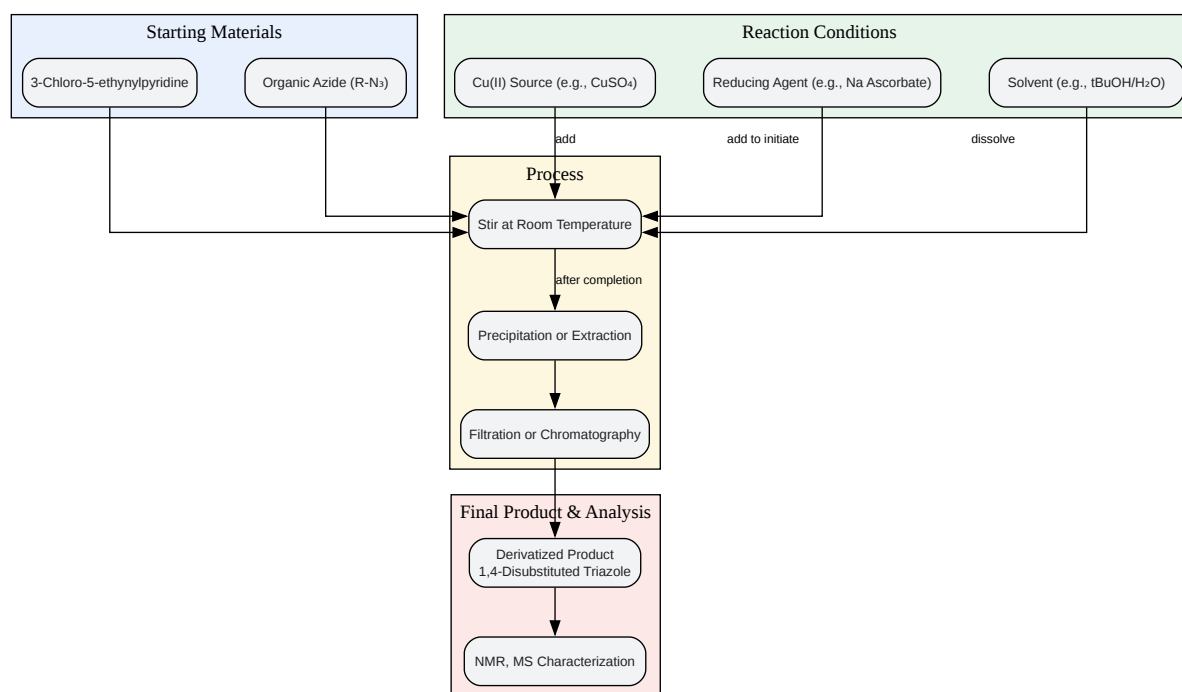 Starting Materials
Reaction Conditions
3-Chloro-5-ethynylpyridine
Organic Azide (R-N₃)
Cu(II) Source (e.g., CuSO₄)
Reducing Agent (e.g., Na Ascorbate)
Solvent (e.g., tBuOH/H₂O)
add
add to initiate
dissolve
Process
Stir at Room Temperature
after completion
Precipitation or Extraction
Filtration or Chromatography
Final Product & Analysis
Derivatized Product
1,4-Disubstituted Triazole
NMR, MS Characterization